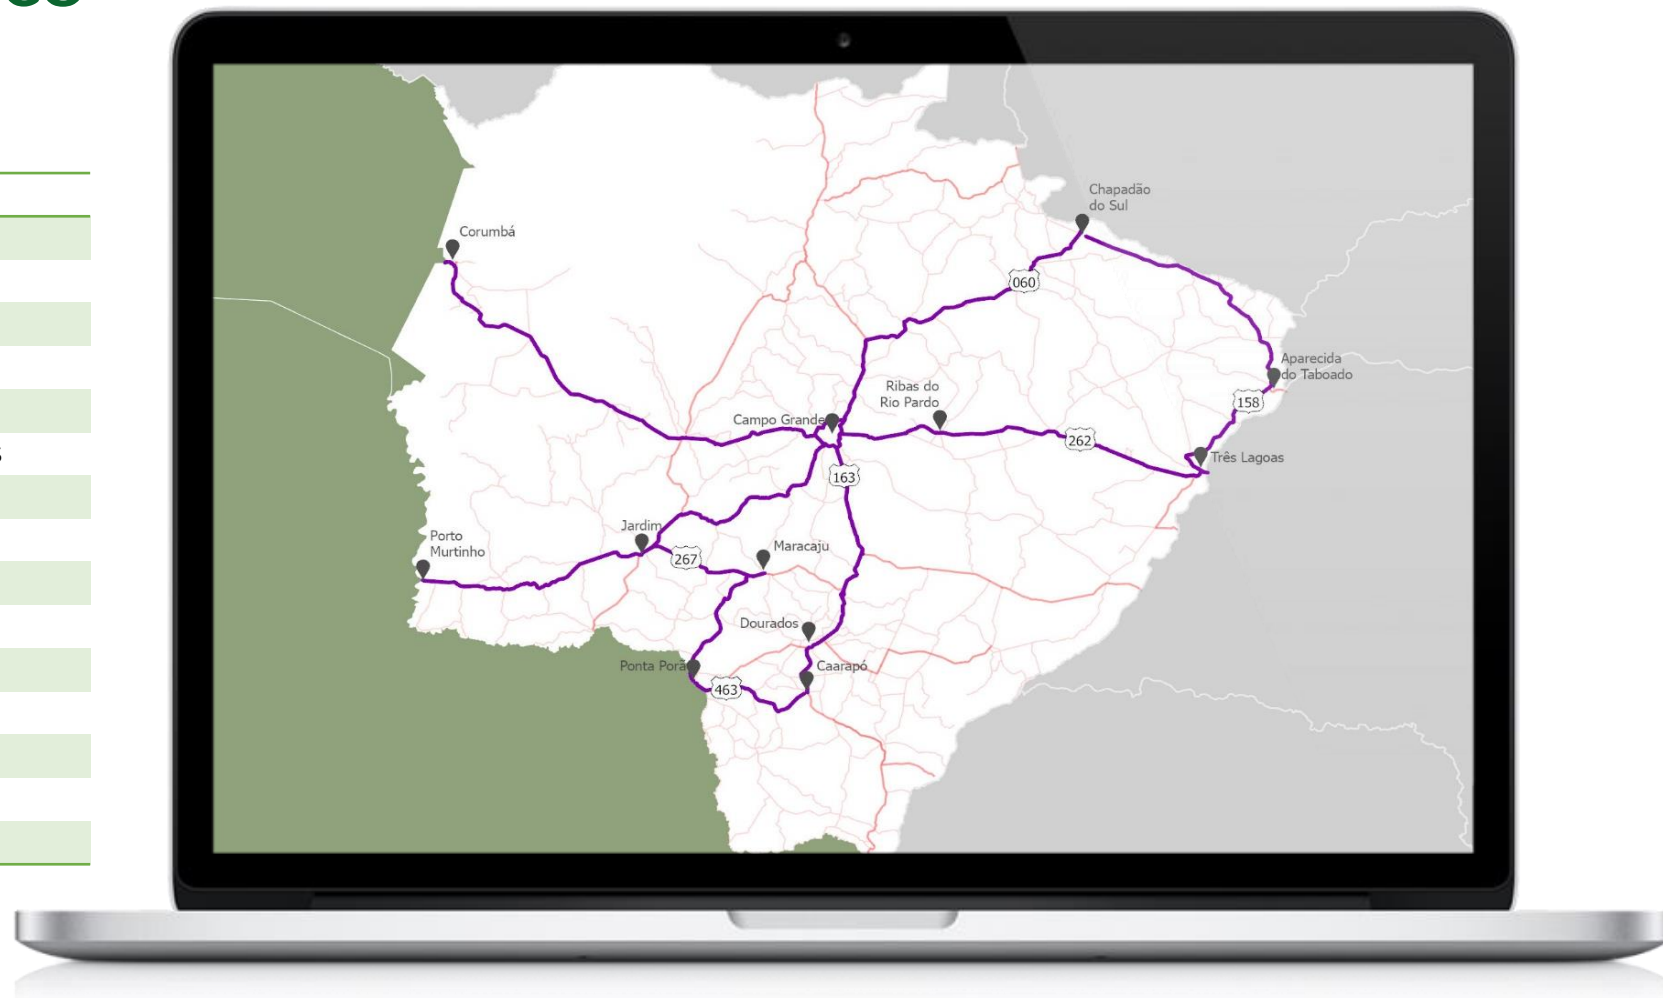 Chapadão
do Sul
Corumbá
060
Aparecida
do Taboado
Ribas do
Rio Pardo
158
Campo Grande
262
Três Lagoas
163
Jardim
Porto
Murtinho
Maracaju
267
Dourados
Ponta Porã
Caarapó
463